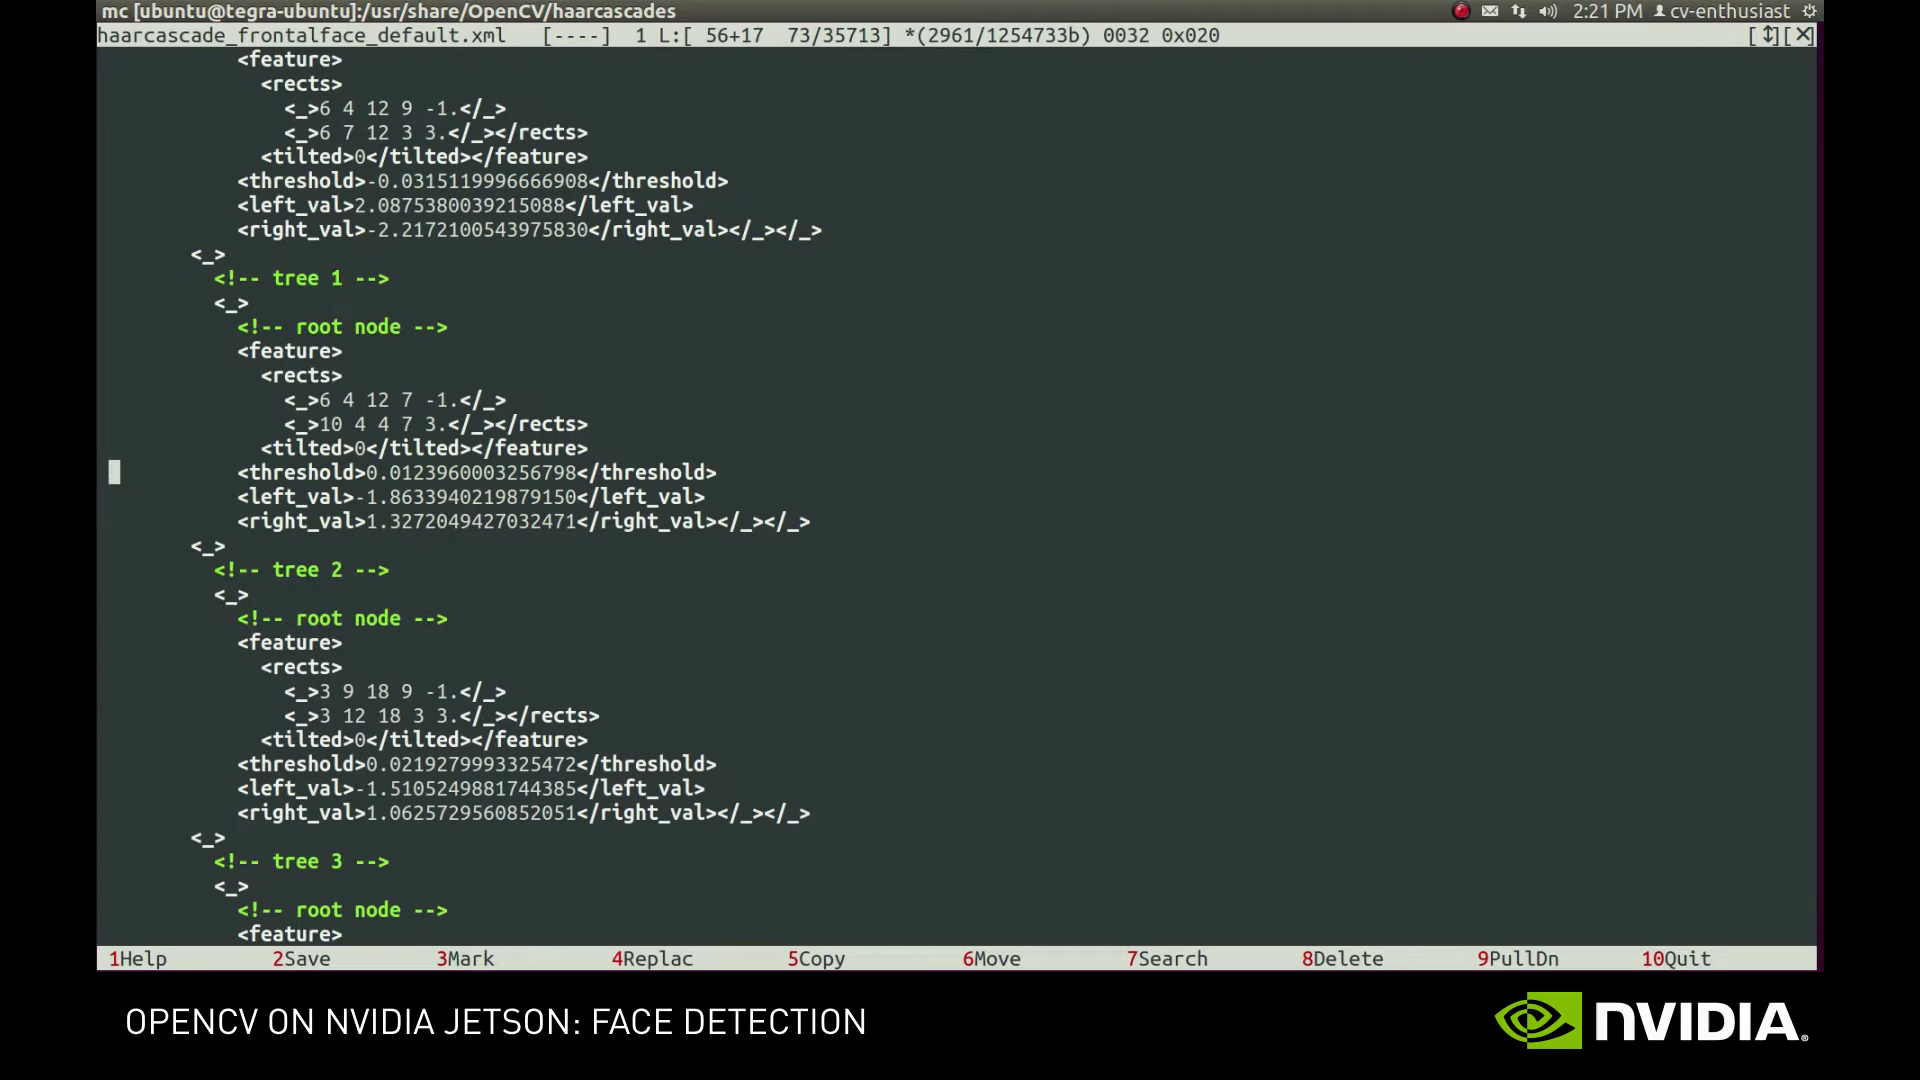 mc [ubuntu@tegra-ubuntu]:/usr/share/OpenCV/haarcascades 2:21 PM cv-enthusiast
haarcascade_frontalface_default.xml [----] 1 L:[ 56+17 73/35713] *(2961/1254733b) 0032 0x020 [↕][X]
<feature>
<rects>
<_>6 4 12 9 -1.</_>
<_>6 7 12 3 3.</_></rects>
<tilted>0</tilted></feature>
<threshold>-0.0315119996666908</threshold>
<left_val>2.0875380039215088</left_val>
<right_val>-2.2172100543975830</right_val></_></_>
<_>
<!-- tree 1 -->
<_>
<!-- root node -->
<feature>
<rects>
<_>6 4 12 7 -1.</_>
<_>10 4 4 7 3.</_></rects>
<tilted>0</tilted></feature>
<threshold>0.0123960003256798</threshold>
<left_val>-1.8633940219879150</left_val>
<right_val>1.3272049427032471</right_val></_></_>
<_>
<!-- tree 2 -->
<_>
<!-- root node -->
<feature>
<rects>
<_>3 9 18 9 -1.</_>
<_>3 12 18 3 3.</_></rects>
<tilted>0</tilted></feature>
<threshold>0.0219279993325472</threshold>
<left_val>-1.5105249881744385</left_val>
<right_val>1.0625729560852051</right_val></_></_>
<_>
<!-- tree 3 -->
<_>
<!-- root node -->
<feature>
1Help 2Save 3Mark 4Replac 5Copy 6Move 7Search 8Delete 9PullDn 10Quit
OPENCV ON NVIDIA JETSON: FACE DETECTION
NVIDIA